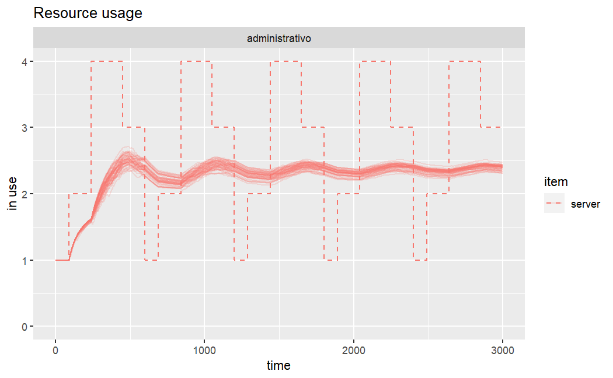 Resource usage
administrativo
4
3
2
1
0
in use
0 1000 2000 3000
time
item
server